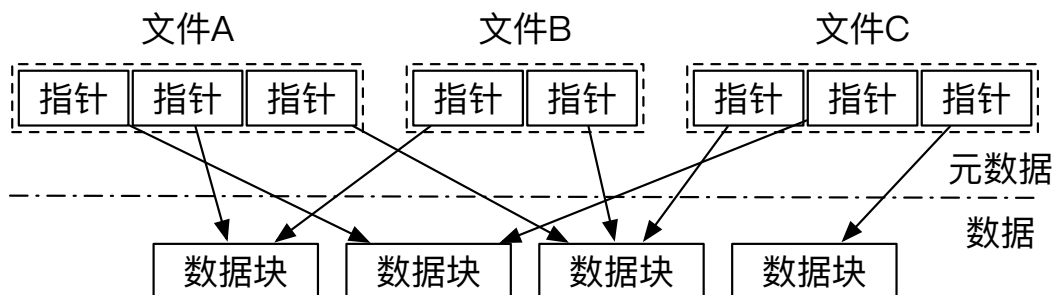 文件A 文件B 文件C
指针 指针 指针 指针 指针 指针 指针 指针
元数据
数据
数据块 数据块 数据块 数据块